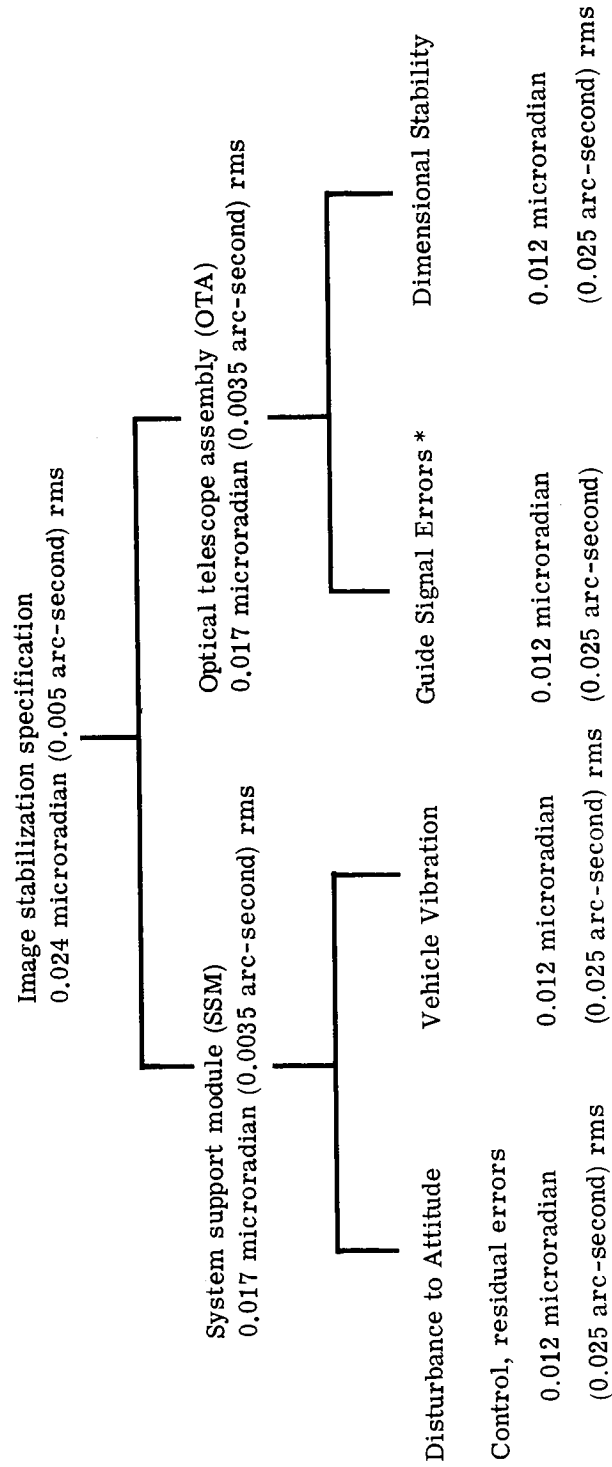 Image stabilization specification
0.024 microradian (0.005 arc-second) rms
System support module (SSM)
0.017 microradian (0.0035 arc-second) rms
Optical telescope assembly (OTA)
0.017 microradian (0.0035 arc-second) rms
Disturbance to Attitude
Control, residual errors
0.012 microradian
(0.025 arc-second) rms
Vehicle Vibration
0.012 microradian
(0.025 arc-second) rms
Guide Signal Errors*
0.012 microradian
(0.025 arc-second)
Dimensional Stability
0.012 microradian
(0.025 arc-second) rms